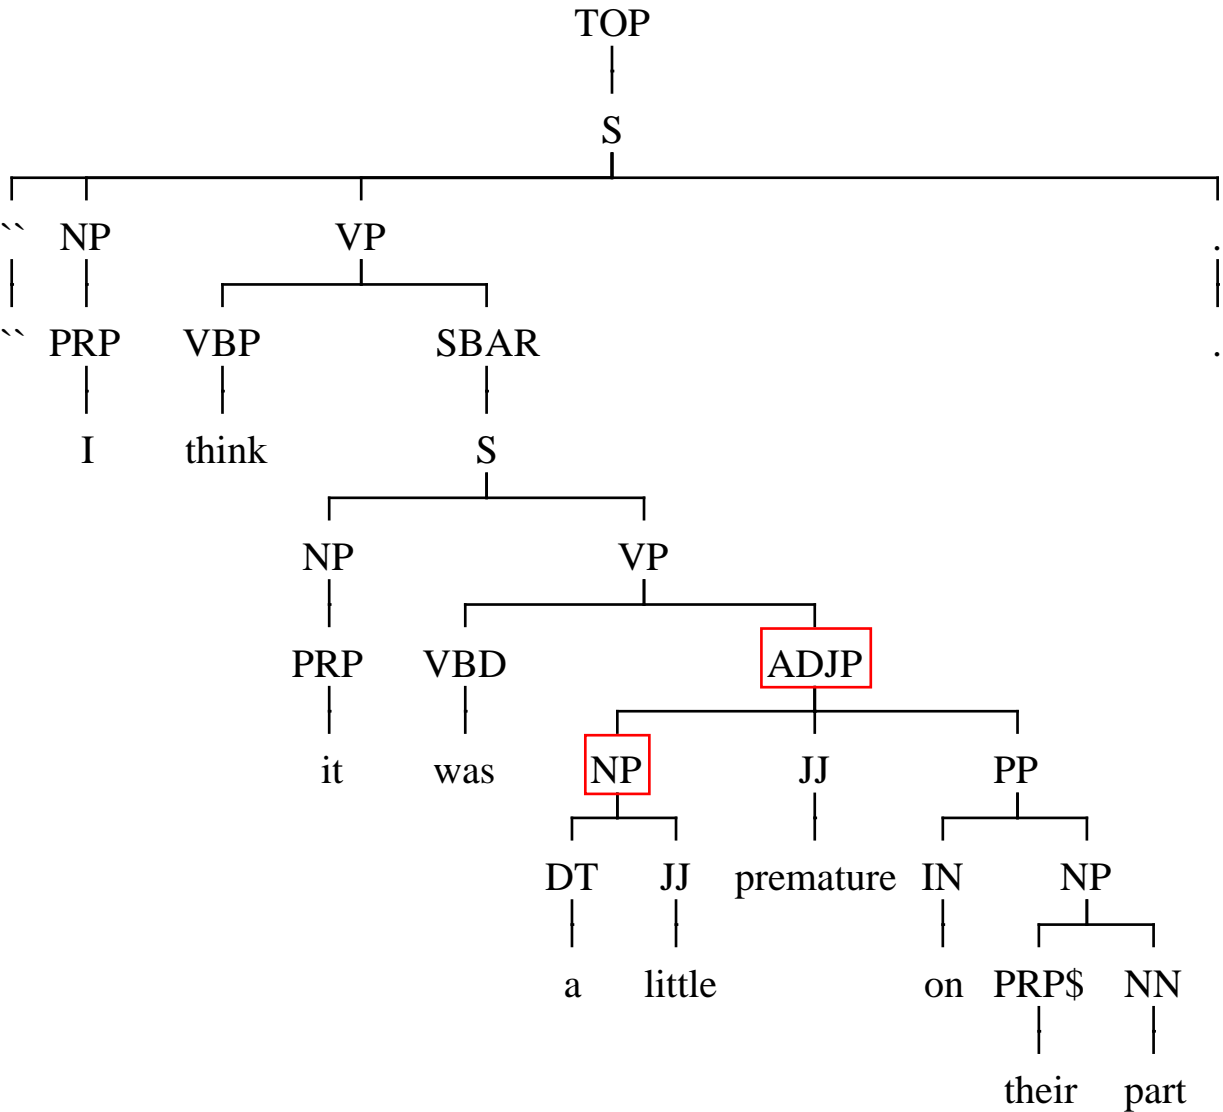 TOP
S
`` NP VP .
`` PRP VBP SBAR .
I think S
NP VP
PRP VBD ADJP
it was NP JJ PP
DT JJ premature IN NP
a little on PRP$ NN
their part